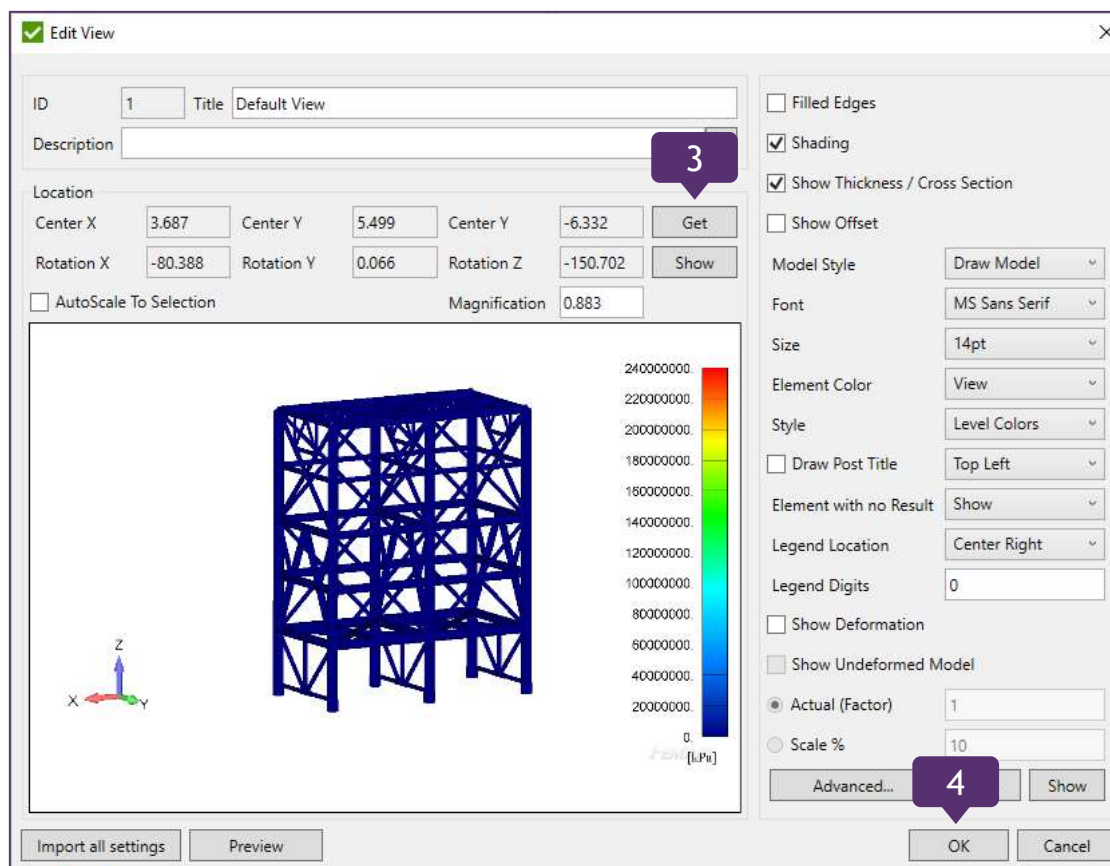 Edit View
ID 1 Title Default View
Description
3
Location
Center X 3.687 Center Y 5.499 Center Y -6.332 Get
Rotation X -80.388 Rotation Y 0.066 Rotation Z -150.702 Show
AutoScale To Selection Magnification 0.883
240000000.
220000000.
200000000.
180000000.
160000000.
140000000.
120000000.
100000000.
80000000.
60000000.
40000000.
20000000.
0.
[kPa]
Z
X
Y
Filled Edges
Shading
Show Thickness / Cross Section
Show Offset
Model Style Draw Model
Font MS Sans Serif
Size 14pt
Element Color View
Style Level Colors
Draw Post Title Top Left
Element with no Result Show
Legend Location Center Right
Legend Digits 0
Show Deformation
Show Undeformed Model
Actual (Factor) 1
Scale % 10
Advanced... Show
4
Import all settings Preview OK Cancel